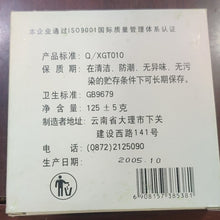 本企业通过ISO9001国际质量管理体系认证
产品标准: Q/XGT010
保 质 期: 在清洁、防潮、无异味、无污
染的贮存条件下可长期保存。
卫生标准: GB9679
净 含 量: 125±5克
制造者地址: 云南省大理市下关
建设西路141号
电 话: (0872)2125090
2005.10
6908157385381